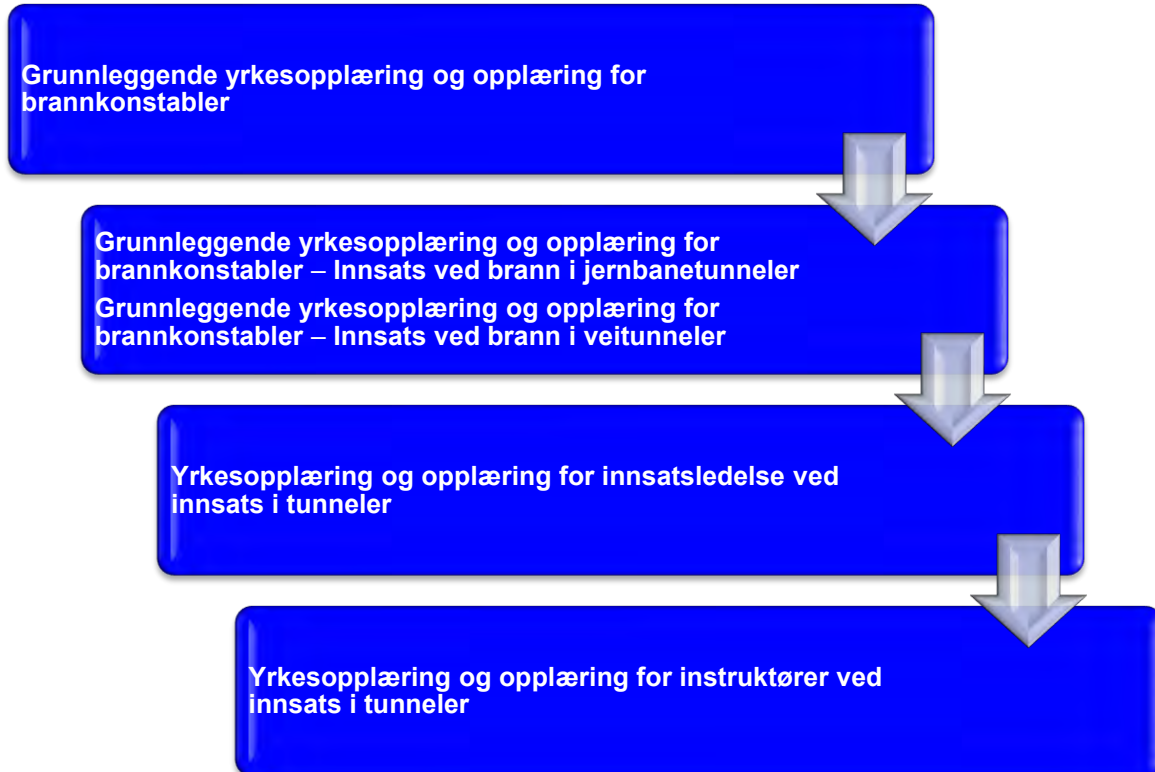 Grunnleggende yrkesopplæring og opplæring for
brannkonstabler
Grunnleggende yrkesopplæring og opplæring for
brannkonstabler – Innsats ved brann i jernbanetunneler
Grunnleggende yrkesopplæring og opplæring for
brannkonstabler – Innsats ved brann i veitunneler
Yrkesopplæring og opplæring for innsatsledelse ved
innsats i tunneler
Yrkesopplæring og opplæring for instruktører ved
innsats i tunneler